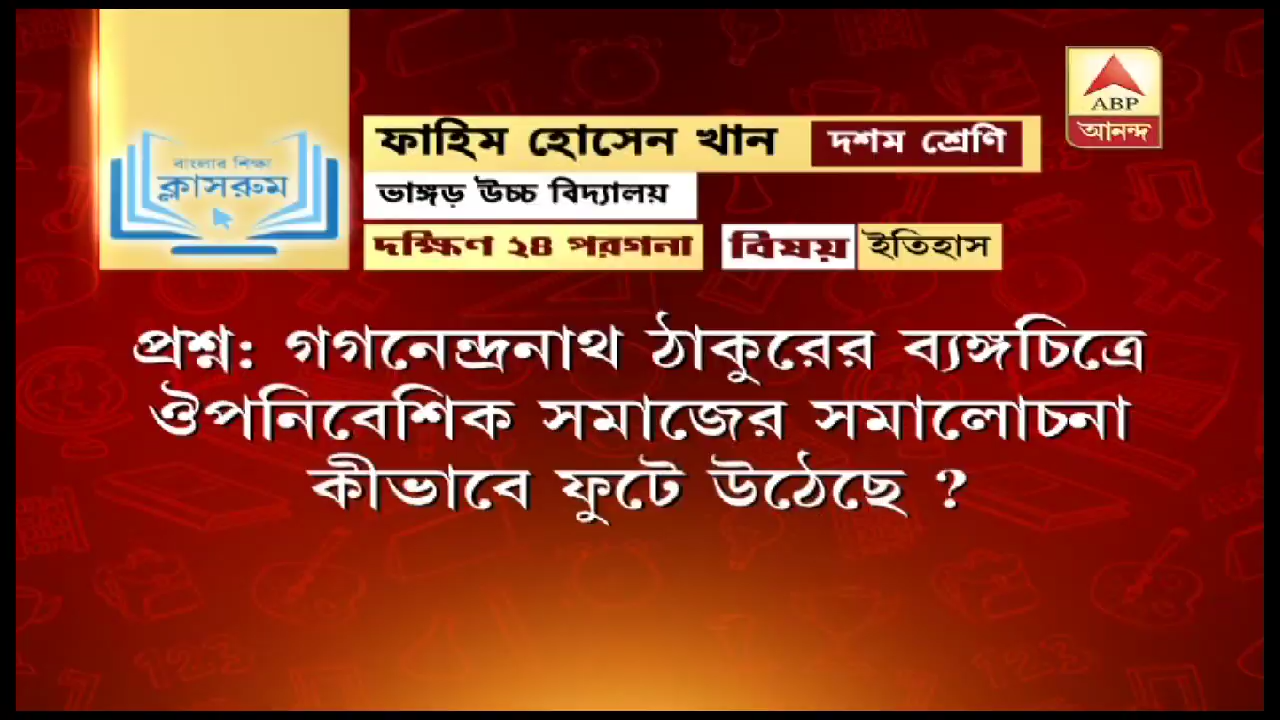 ABP
আনন্দ
বাংলার শিক্ষা
ক্লাসরুম
ফাহিম হোসেন খান দশম শ্রেণি
ভাঙ্গড় উচ্চ বিদ্যালয়
দক্ষিণ ২৪ পরগনা বিষয় ইতিহাস
প্রশ্ন: গগনেন্দ্রনাথ ঠাকুরের ব্যঙ্গচিত্রে
ঔপনিবেশিক সমাজের সমালোচনা
কীভাবে ফুটে উঠেছে ?